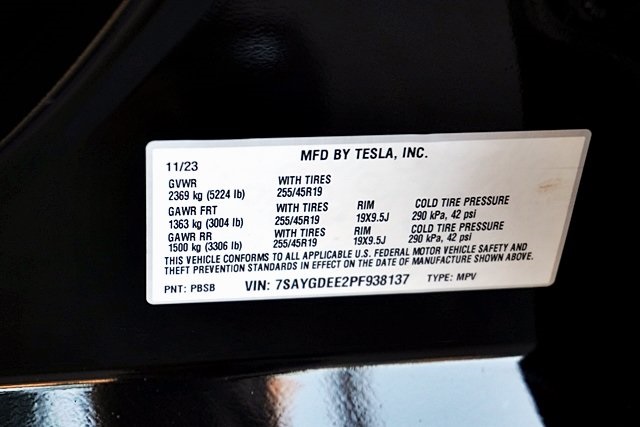 MFD BY TESLA, INC.
11/23
GVWR WITH TIRES
2369 kg (5224 lb) 255/45R19
GAWR FRT WITH TIRES RIM COLD TIRE PRESSURE
1363 kg (3004 lb) 255/45R19 19X9.5J 290 kPa, 42 psi
GAWR RR WITH TIRES RIM COLD TIRE PRESSURE
1500 kg (3306 lb) 255/45R19 19X9.5J 290 kPa, 42 psi
THIS VEHICLE CONFORMS TO ALL APPLICABLE U.S. FEDERAL MOTOR VEHICLE SAFETY AND
THEFT PREVENTION STANDARDS IN EFFECT ON THE DATE OF MANUFACTURE SHOWN ABOVE.
PNT: PBSB VIN: 7SAYGDEE2PF938137 TYPE: MPV